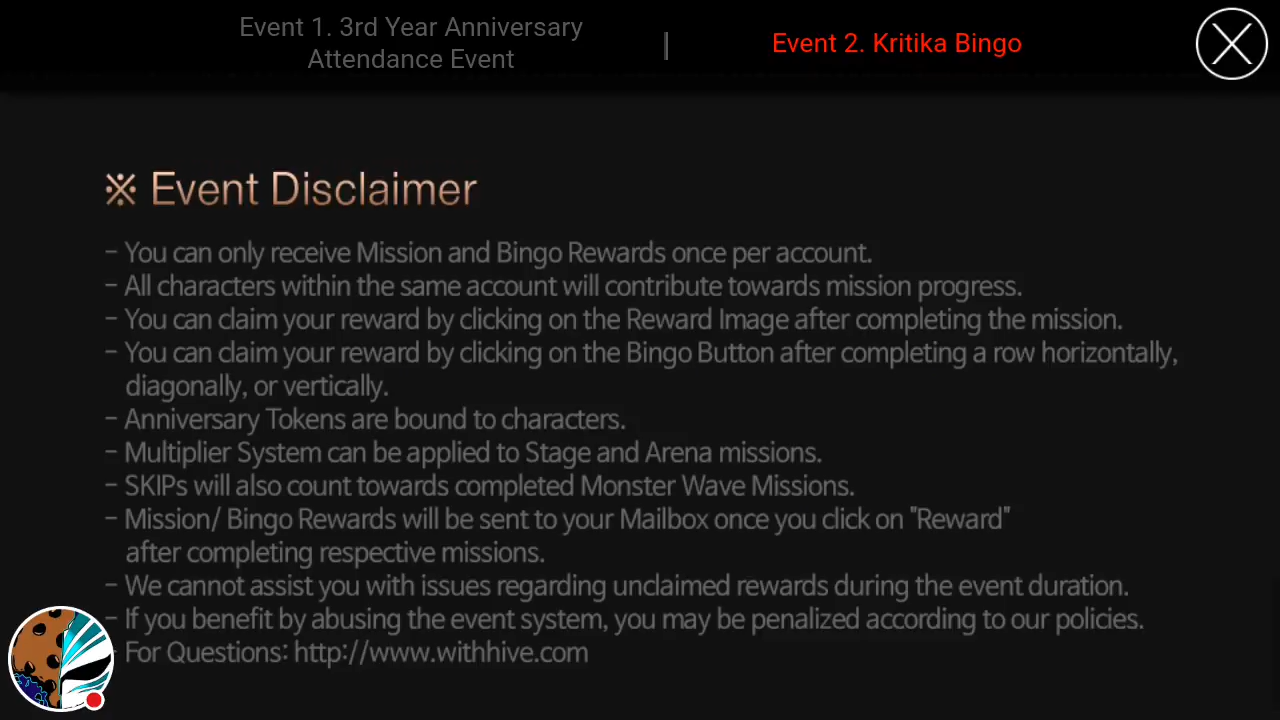 Event 1. 3rd Year Anniversary
Attendance Event
|
Event 2. Kritika Bingo
※ Event Disclaimer
- You can only receive Mission and Bingo Rewards once per account.
- All characters within the same account will contribute towards mission progress.
- You can claim your reward by clicking on the Reward Image after completing the mission.
- You can claim your reward by clicking on the Bingo Button after completing a row horizontally,
diagonally, or vertically.
- Anniversary Tokens are bound to characters.
- Multiplier System can be applied to Stage and Arena missions.
- SKIPs will also count towards completed Monster Wave Missions.
- Mission/ Bingo Rewards will be sent to your Mailbox once you click on "Reward"
after completing respective missions.
- We cannot assist you with issues regarding unclaimed rewards during the event duration.
- If you benefit by abusing the event system, you may be penalized according to our policies.
- For Questions: http://www.withhive.com